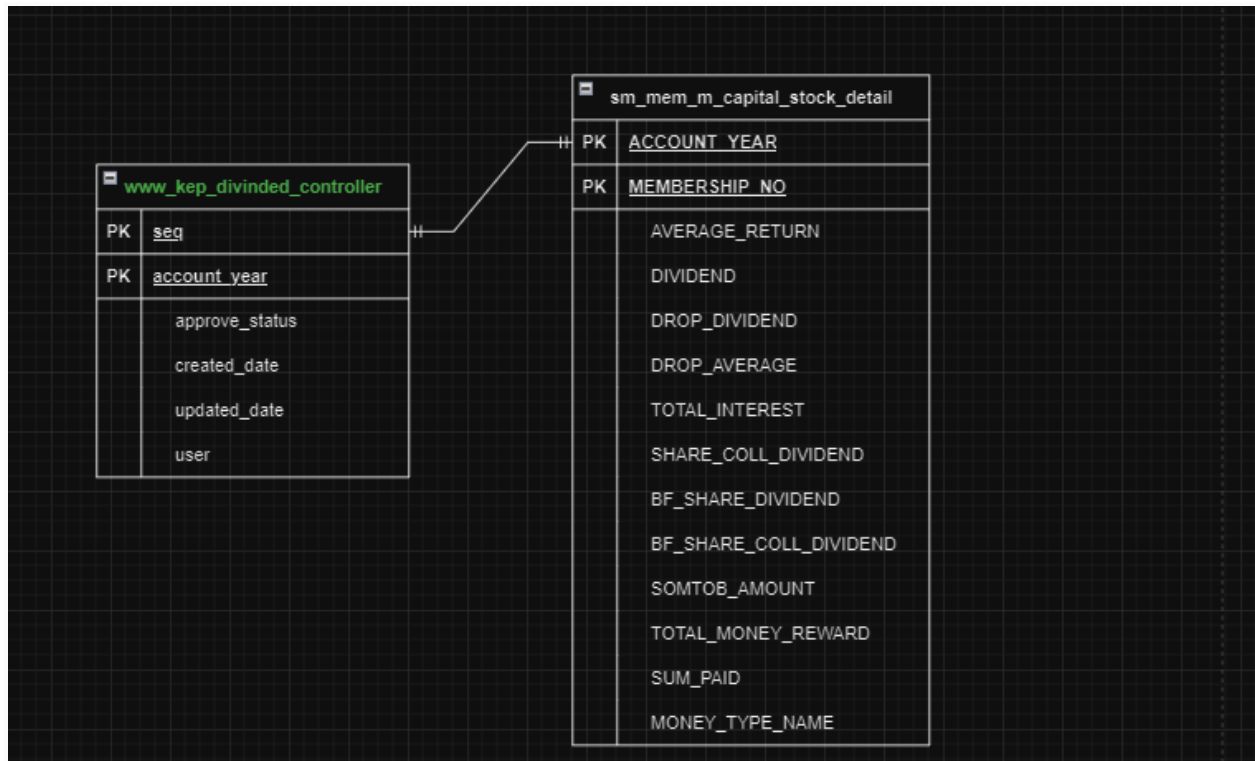 www_kep_divinded_controller
PK seq
PK account_year
approve_status
created_date
updated_date
user
sm_mem_m_capital_stock_detail
PK ACCOUNT_YEAR
PK MEMBERSHIP_NO
AVERAGE_RETURN
DIVIDEND
DROP_DIVIDEND
DROP_AVERAGE
TOTAL_INTEREST
SHARE_COLL_DIVIDEND
BF_SHARE_DIVIDEND
BF_SHARE_COLL_DIVIDEND
SOMTOB_AMOUNT
TOTAL_MONEY_REWARD
SUM_PAID
MONEY_TYPE_NAME